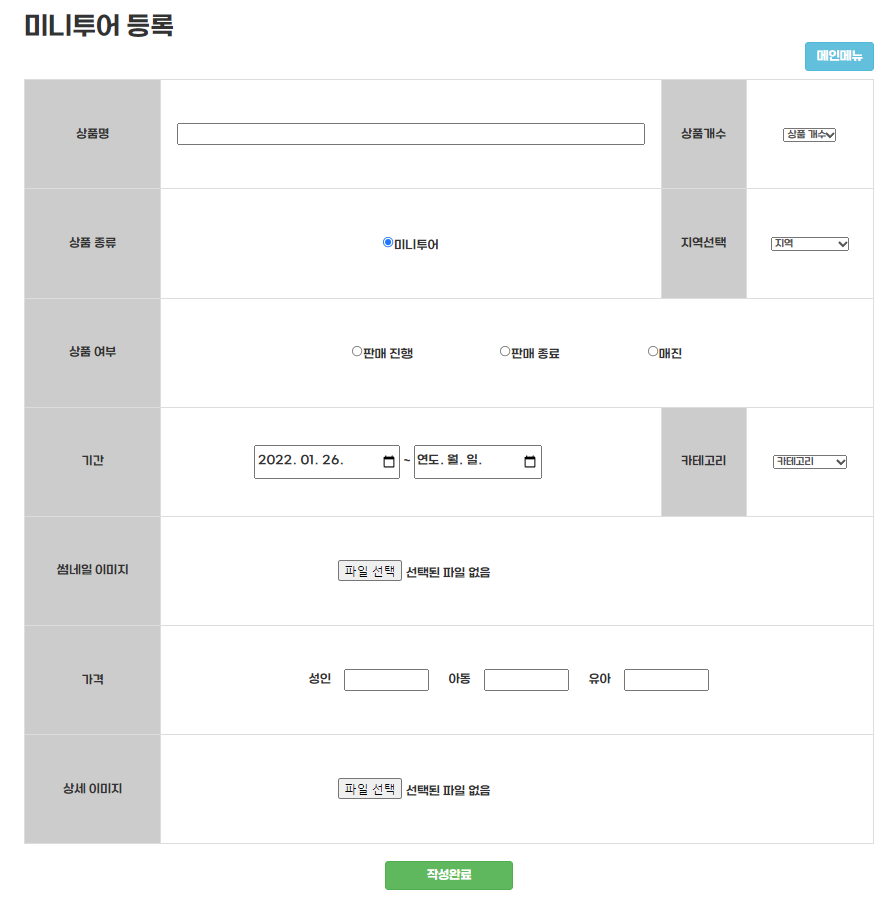 미니투어 등록
메인메뉴
상품명 상품개수 상품 개수
상품 종류 미니투어 지역선택 지역
상품 여부 판매 진행 판매 종료 매진
기간 2022. 01. 26. ~ 연도. 월. 일. 카테고리 카테고리
썸네일 이미지 파일 선택 선택된 파일 없음
가격 성인 아동 유아
상세 이미지 파일 선택 선택된 파일 없음
작성완료